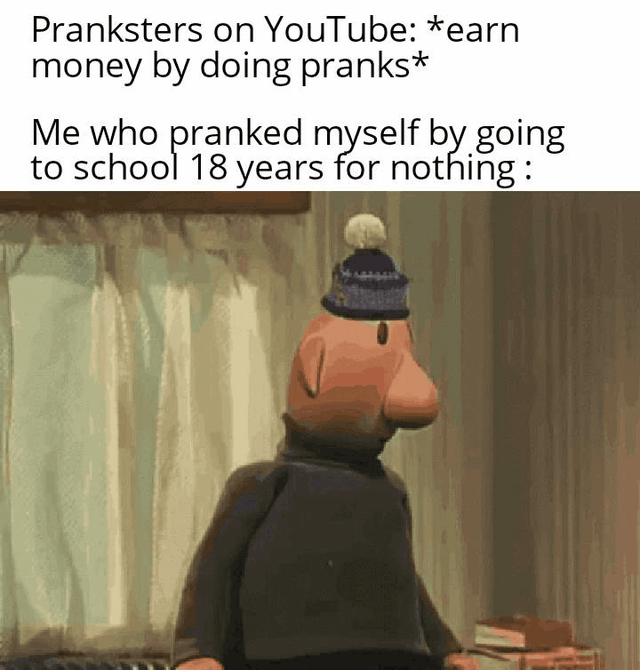 Pranksters on YouTube: *earn
money by doing pranks*
Me who pranked myself by going
to school 18 years for nothing :